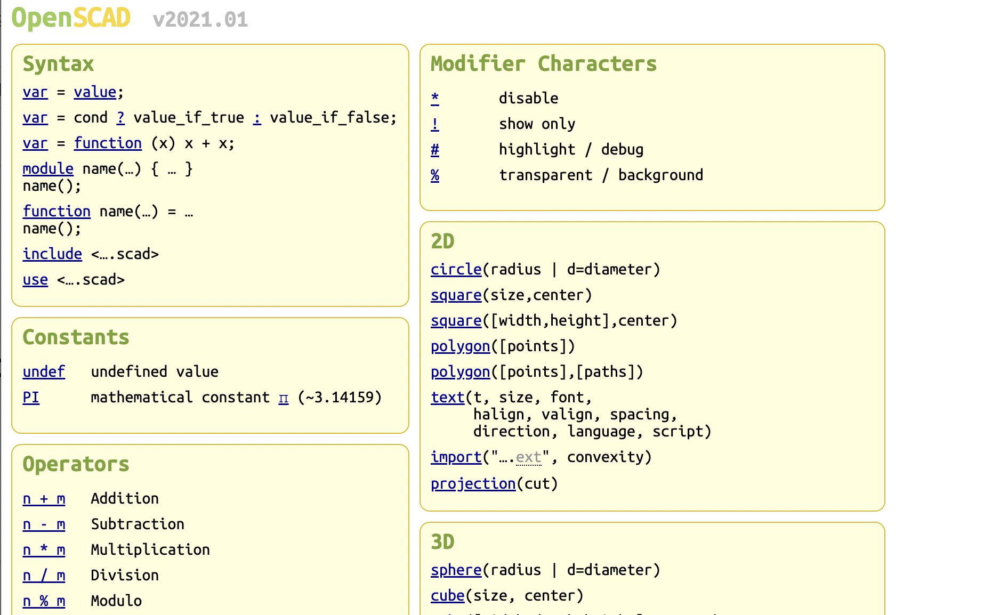 OpenSCAD v2021.01
Syntax
var = value;
var = cond ? value_if_true : value_if_false;
var = function (x) x + x;
module name(…) { … }
name();
function name(…) = …
name();
include <….scad>
use <….scad>
Constants
undef undefined value
PI mathematical constant π (~3.14159)
Operators
n + m Addition
n - m Subtraction
n * m Multiplication
n / m Division
n % m Modulo
Modifier Characters
* disable
! show only
# highlight / debug
% transparent / background
2D
circle(radius | d=diameter)
square(size,center)
square([width,height],center)
polygon([points])
polygon([points],[paths])
text(t, size, font,
halign, valign, spacing,
direction, language, script)
import("….ext", convexity)
projection(cut)
3D
sphere(radius | d=diameter)
cube(size, center)